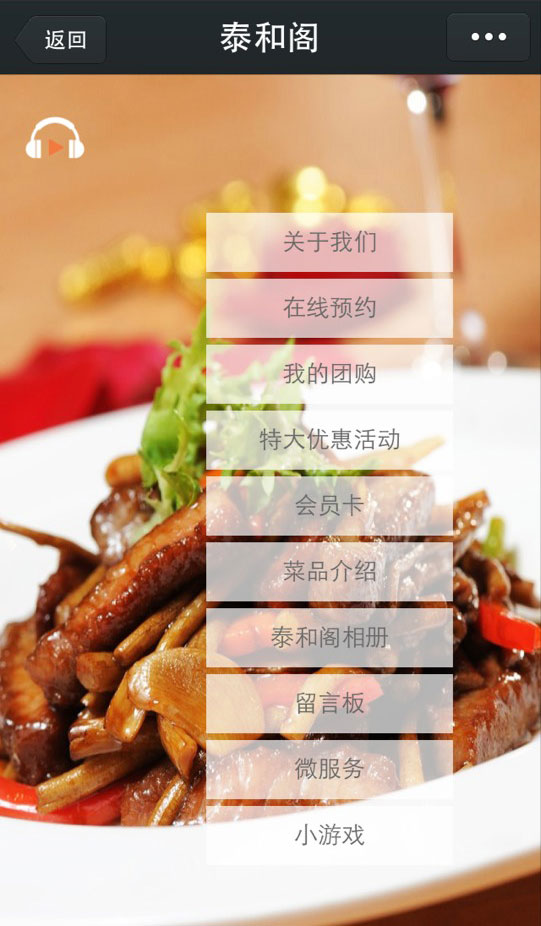 返回
泰和阁
关于我们
在线预约
我的团购
特大优惠活动
会员卡
菜品介绍
泰和阁相册
留言板
微服务
小游戏